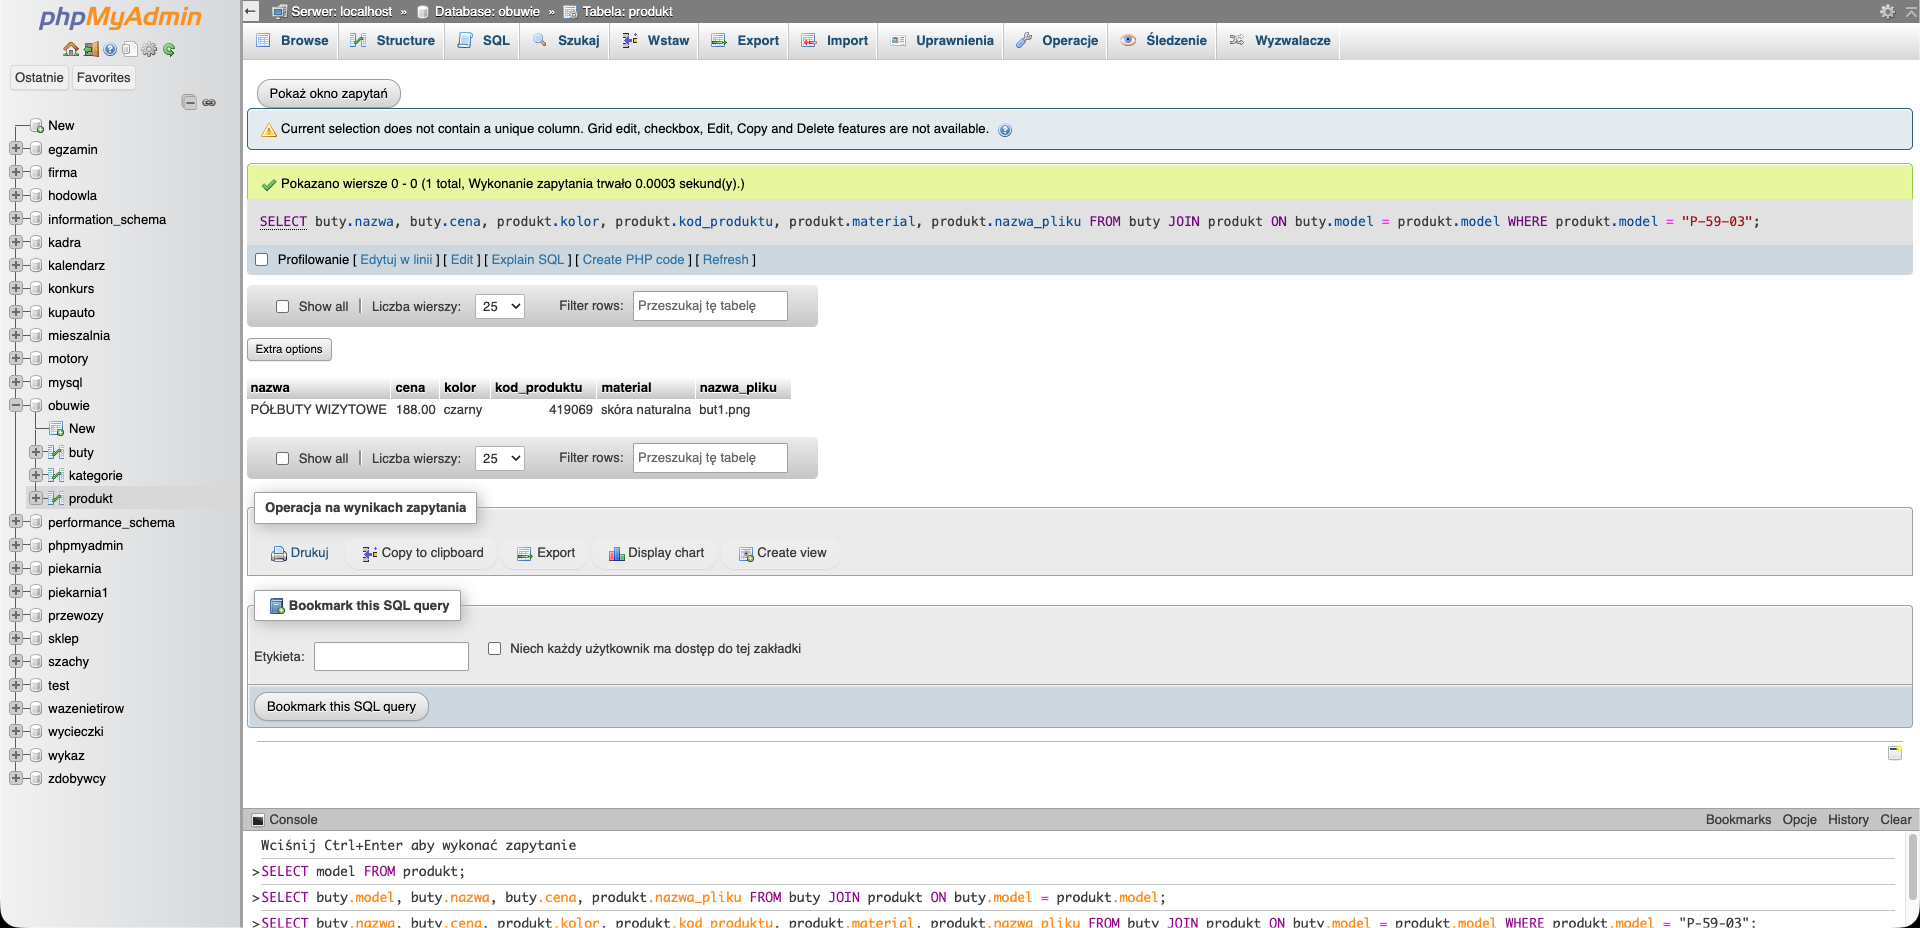 phpMyAdmin
Ostatnie Favorites
New
egzamin
firma
hodowla
information_schema
kadra
kalendarz
konkurs
kupauto
mieszalnia
motory
mysql
obuwie
New
buty
kategorie
produkt
performance_schema
phpmyadmin
piekarnia
piekarnia1
przewozy
sklep
szachy
test
wazenietirow
wycieczki
wykaz
zdobywcy
Serwer: localhost » Database: obuwie » Tabela: produkt
Browse Structure SQL Szukaj Wstaw Export Import Uprawnienia Operacje Śledzenie Wyzwalacze
Pokaż okno zapytań
Current selection does not contain a unique column. Grid edit, checkbox, Edit, Copy and Delete features are not available.
Pokazano wiersze 0 - 0 (1 total, Wykonanie zapytania trwało 0.0003 sekund(y).)
SELECT buty.nazwa, buty.cena, produkt.kolor, produkt.kod_produktu, produkt.material, produkt.nazwa_pliku FROM buty JOIN produkt ON buty.model = produkt.model WHERE produkt.model = "P-59-03";
Profilowanie [ Edytuj w linii ] [ Edit ] [ Explain SQL ] [ Create PHP code ] [ Refresh ]
Show all | Liczba wierszy: 25 Filter rows: Przeszukaj tę tabelę
Extra options
nazwa cena kolor kod_produktu material nazwa_pliku
PÓŁBUTY WIZYTOWE 188.00 czarny 419069 skóra naturalna but1.png
Show all | Liczba wierszy: 25 Filter rows: Przeszukaj tę tabelę
Operacja na wynikach zapytania
Drukuj Copy to clipboard Export Display chart Create view
Bookmark this SQL query
Etykieta: Niech każdy użytkownik ma dostęp do tej zakładki
Bookmark this SQL query
Console Bookmarks Opcje History Clear
Wciśnij Ctrl+Enter aby wykonać zapytanie
>SELECT model FROM produkt;
>SELECT buty.model, buty.nazwa, buty.cena, produkt.nazwa_pliku FROM buty JOIN produkt ON buty.model = produkt.model;
>SELECT buty.nazwa, buty.cena, produkt.kolor, produkt.kod_produktu, produkt.material, produkt.nazwa_pliku FROM buty JOIN produkt ON buty.model = produkt.model WHERE produkt.model = "P-59-03";